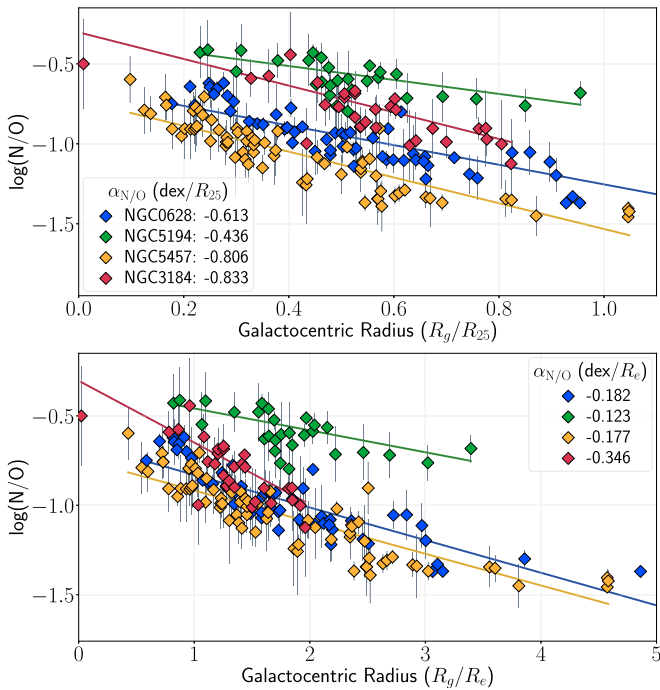 −0.5
−1.0
−1.5
log(N/O)
α_N/O (dex/R_25)
NGC0628: -0.613
NGC5194: -0.436
NGC5457: -0.806
NGC3184: -0.833
0.0 0.2 0.4 0.6 0.8 1.0
Galactocentric Radius (R_g/R_25)
α_N/O (dex/R_e)
-0.182
-0.123
-0.177
-0.346
−0.5
−1.0
−1.5
log(N/O)
0 1 2 3 4 5
Galactocentric Radius (R_g/R_e)